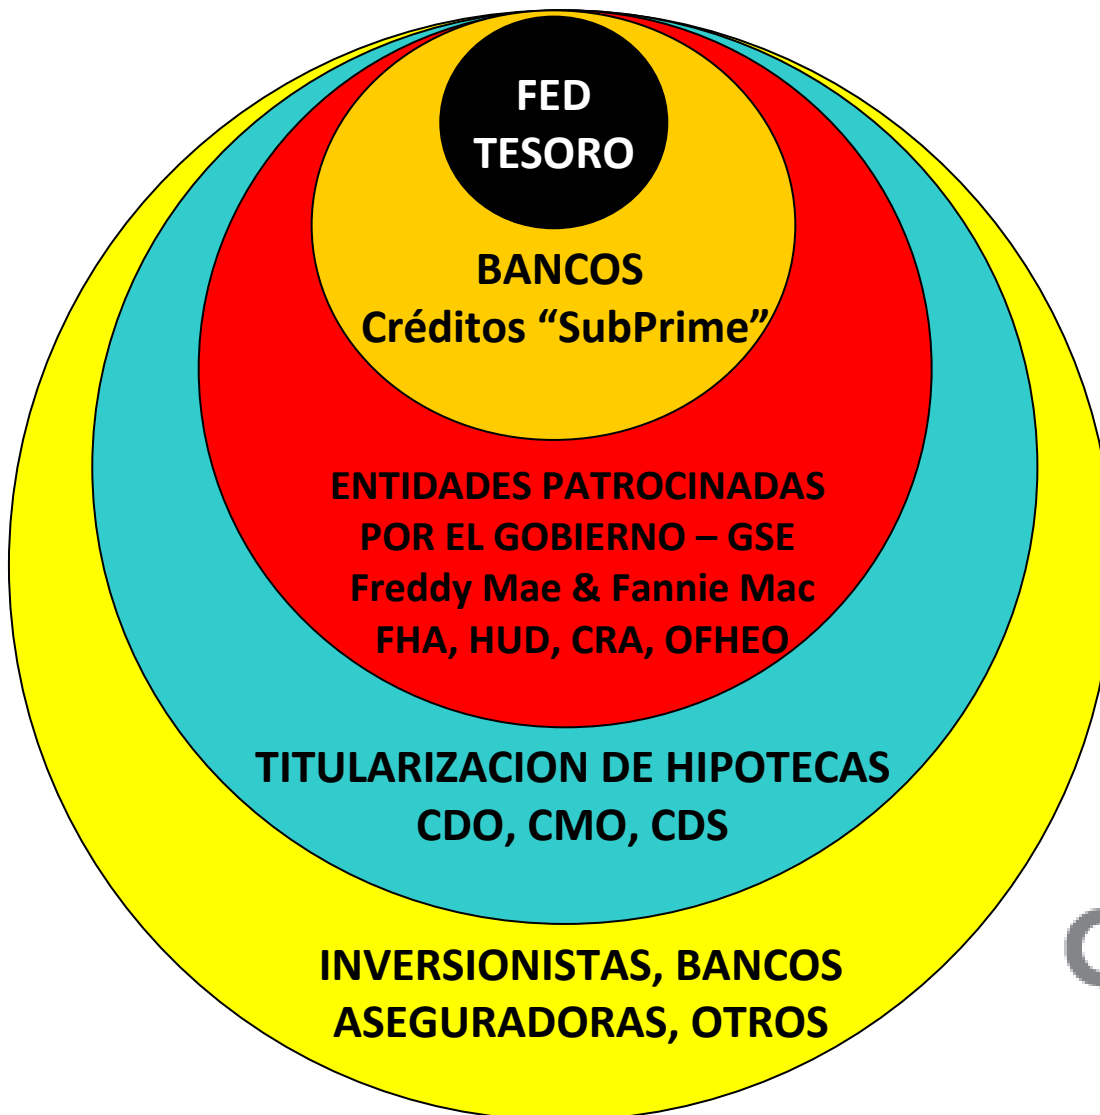 FED
TESORO
BANCOS
Créditos “SubPrime”
ENTIDADES PATROCINADAS
POR EL GOBIERNO – GSE
Freddy Mae & Fannie Mac
FHA, HUD, CRA, OFHEO
TITULARIZACION DE HIPOTECAS
CDO, CMO, CDS
INVERSIONISTAS, BANCOS
ASEGURADORAS, OTROS